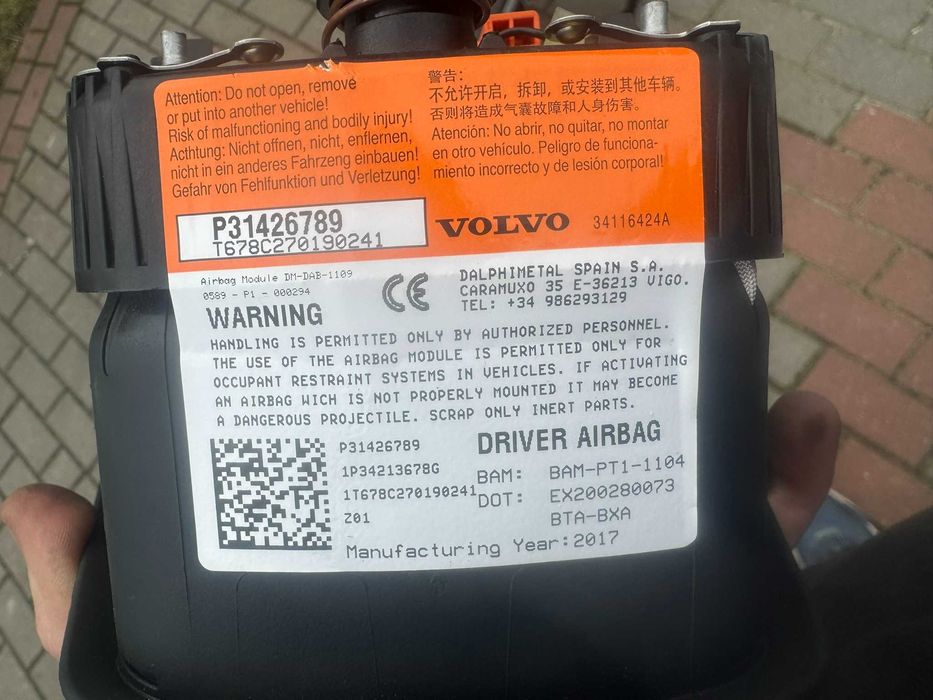 Attention: Do not open, remove
or put into another vehicle!
Risk of malfunctioning and bodily injury!
Achtung: Nicht offnen, nicht, enflernen,
nicht in ein anderes Fahrzeng einbauen!
Gefahr von Fehlfunktion und Verletzung!
警告:
不允许开启，拆卸，或安装到其他车辆。
否则将造成气囊故障和人身伤害。
Atención: No abrir, no quitar, no montar
en otro vehículo. Peligro de funciona-
miento incorrecto y de lesión corporal!
P31426789
T678C270190241
VOLVO 34116424A
Airbag Module DM-DAB-1109
0589 - P1 - 000294
CE
DALPHIMETAL SPAIN S.A.
CARAMUXO 35 E-36213 VIGO.
TEL: +34 986293129
WARNING
HANDLING IS PERMITTED ONLY BY AUTHORIZED PERSONNEL.
THE USE OF THE AIRBAG MODULE IS PERMITTED ONLY FOR
OCCUPANT RESTRAINT SYSTEMS IN VEHICLES. IF ACTIVATING
AN AIRBAG WICH IS NOT PROPERLY MOUNTED IT MAY BECOME
A DANGEROUS PROJECTILE. SCRAP ONLY INERT PARTS.
P31426789
1P34213678G
1T678C270190241
Z01
DRIVER AIRBAG
BAM: BAM-PT1-1104
DOT: EX200280073
BTA-BXA
Manufacturing Year:2017